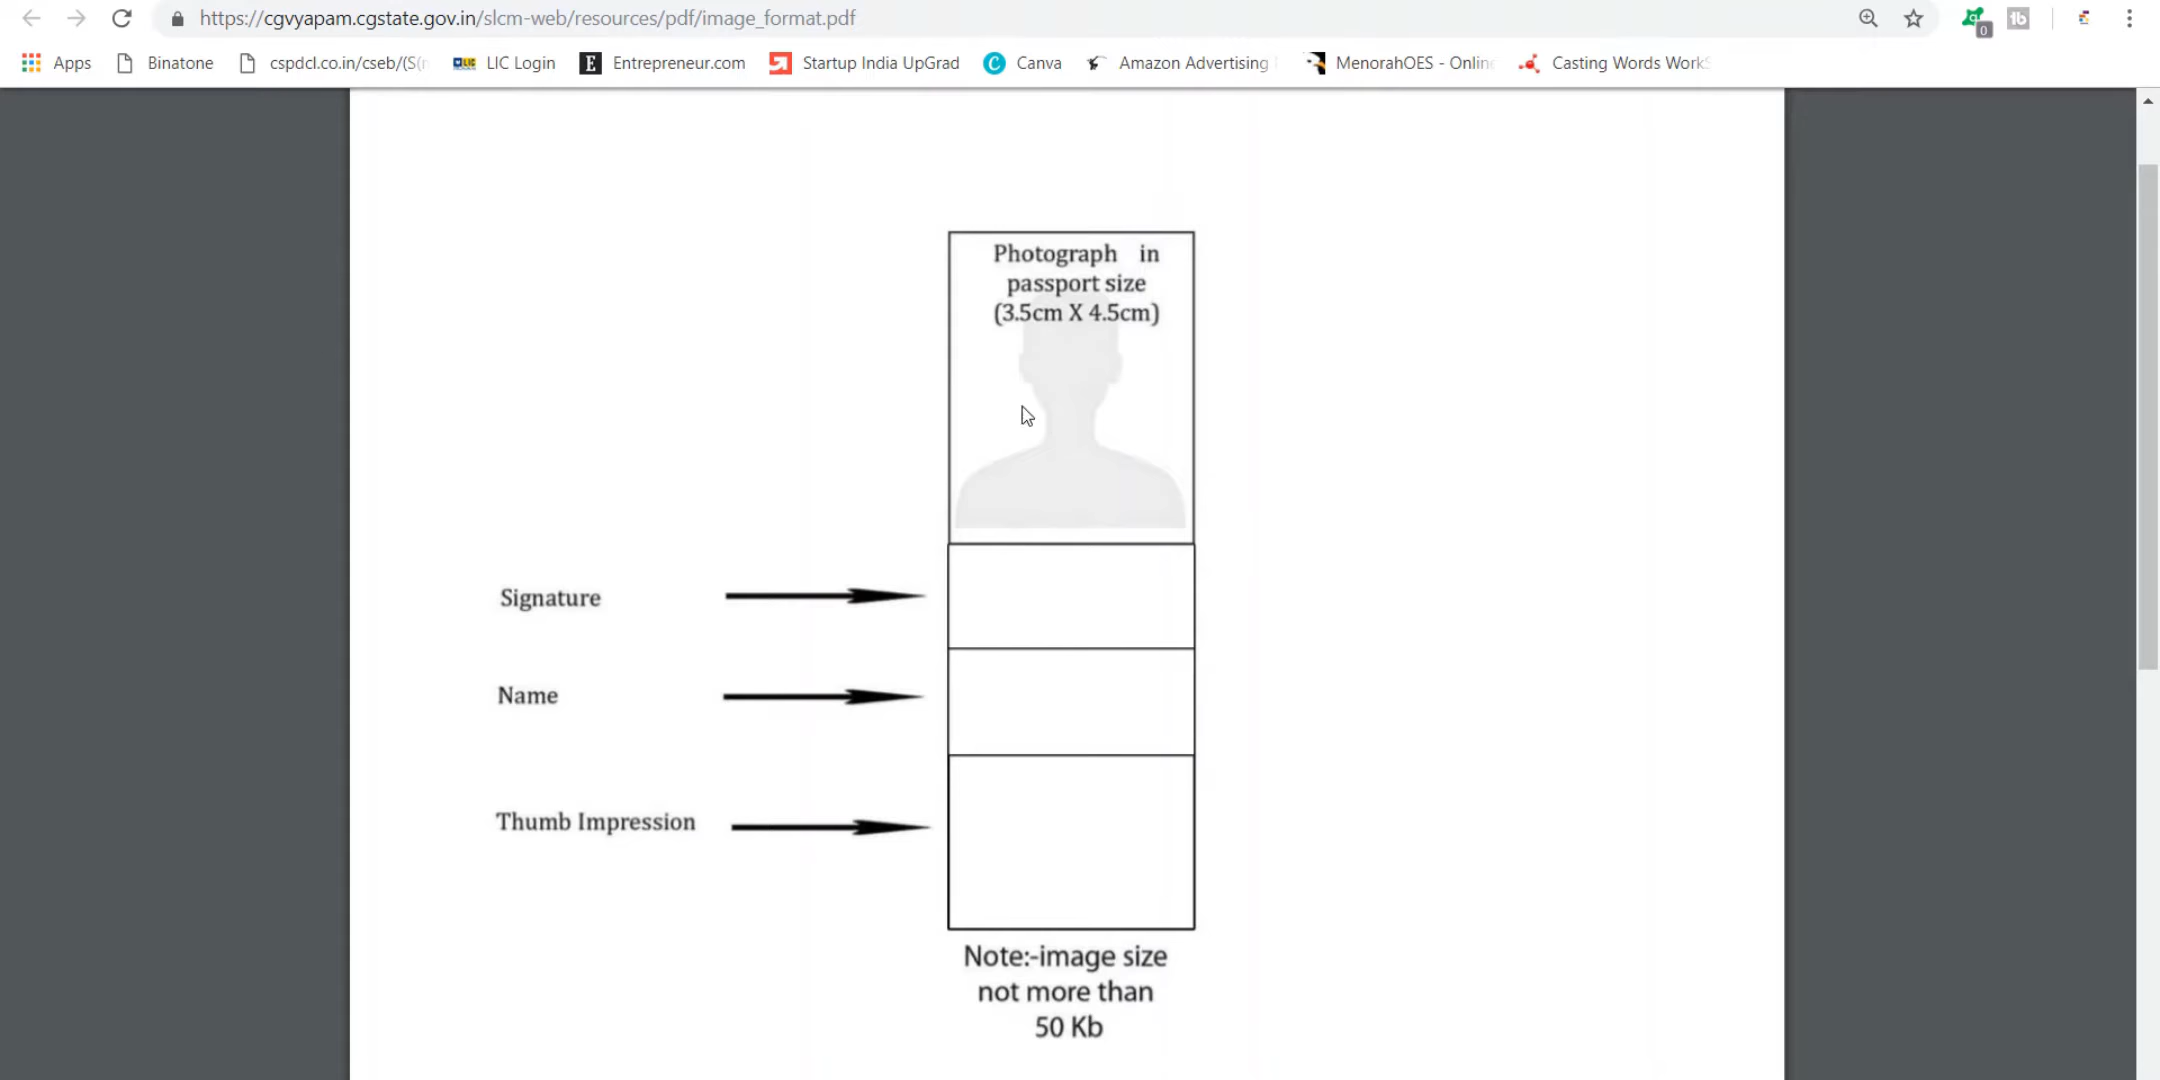 https://cgvyapam.cgstate.gov.in/slcm-web/resources/pdf/image_format.pdf
0
Apps Binatone cspdcl.co.in/cseb/(S( LIC LIC Login E Entrepreneur.com Startup India UpGrad C Canva Amazon Advertising MenorahOES - Onlin Casting Words Work
Photograph in
passport size
(3.5cm X 4.5cm)
Signature
Name
Thumb Impression
Note:-image size
not more than
50 Kb